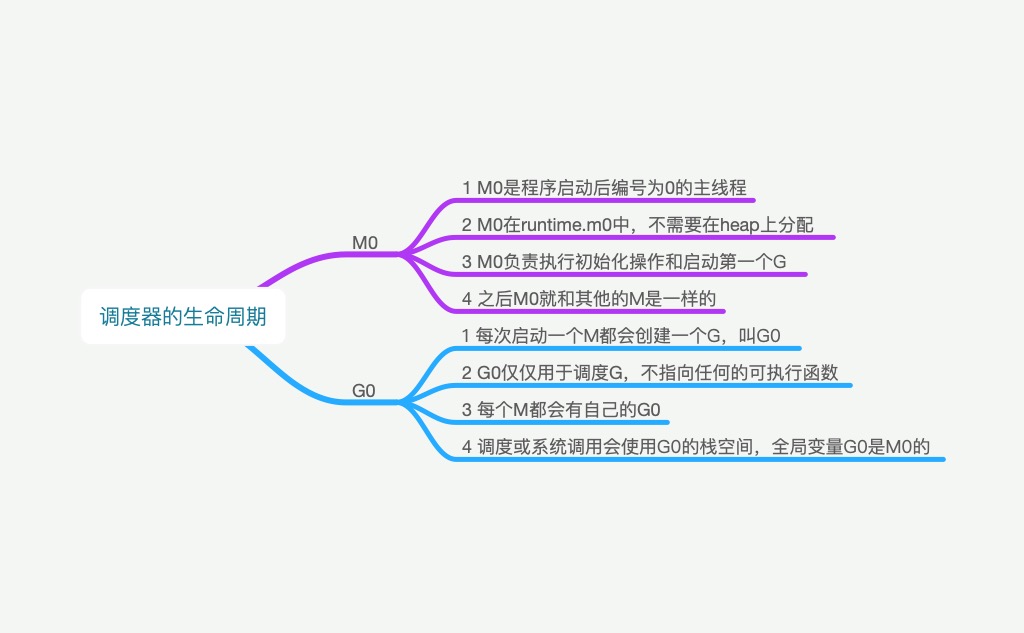 调度器的生命周期
M0
1 M0是程序启动后编号为0的主线程
2 M0在runtime.m0中，不需要在heap上分配
3 M0负责执行初始化操作和启动第一个G
4 之后M0就和其他的M是一样的
G0
1 每次启动一个M都会创建一个G，叫G0
2 G0仅仅用于调度G，不指向任何的可执行函数
3 每个M都会有自己的G0
4 调度或系统调用会使用G0的栈空间，全局变量G0是M0的